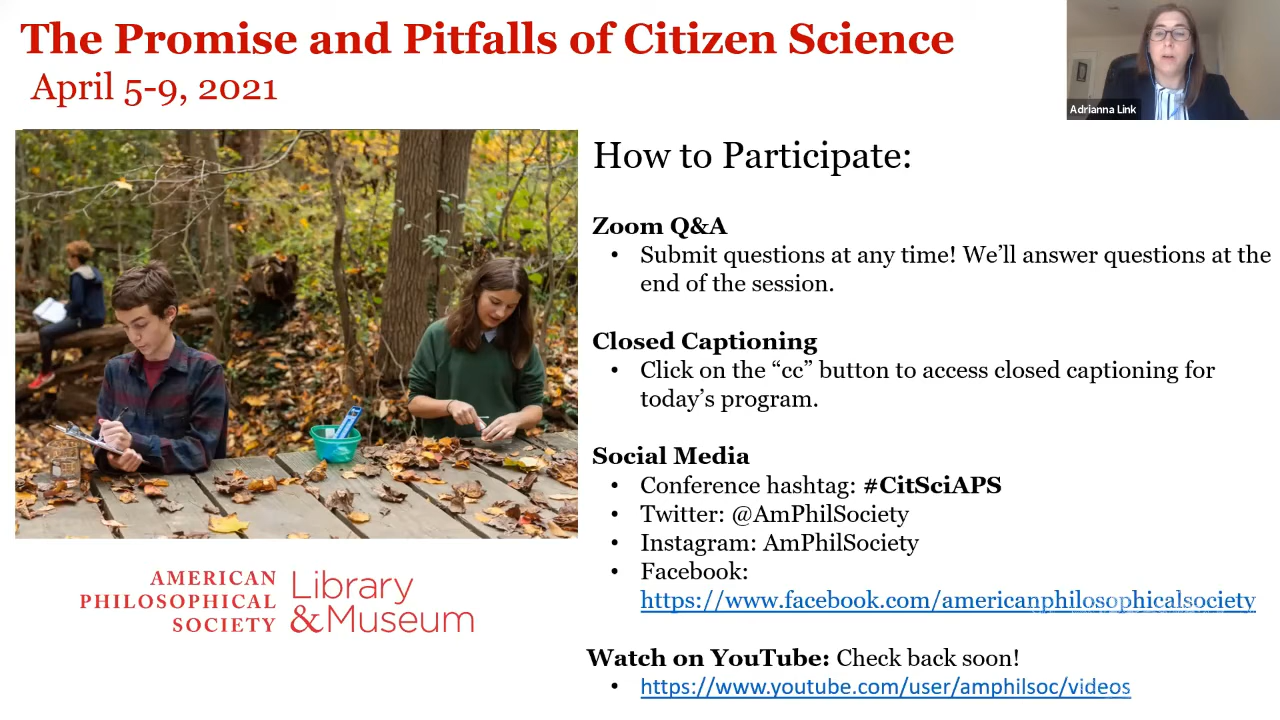 The Promise and Pitfalls of Citizen Science
April 5-9, 2021
Adrianna Link
How to Participate:
Zoom Q&A
• Submit questions at any time! We’ll answer questions at the
end of the session.
Closed Captioning
• Click on the “cc” button to access closed captioning for
today’s program.
Social Media
• Conference hashtag: #CitSciAPS
• Twitter: @AmPhilSociety
• Instagram: AmPhilSociety
• Facebook:
https://www.facebook.com/americanphilosophicalsociety
Watch on YouTube: Check back soon!
• https://www.youtube.com/user/amphilsoc/videos
AMERICAN
PHILOSOPHICAL
SOCIETY
Library
&Museum